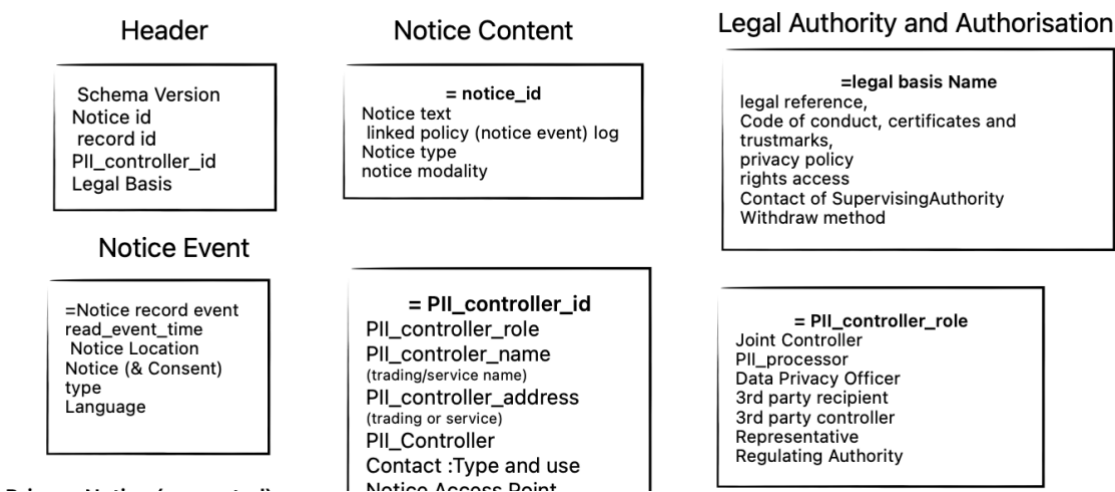 Header
Schema Version
Notice id
record id
PII_controller_id
Legal Basis
Notice Content
= notice_id
Notice text
linked policy (notice event) log
Notice type
notice modality
Legal Authority and Authorisation
=legal basis Name
legal reference,
Code of conduct, certificates and
trustmarks,
privacy policy
rights access
Contact of SupervisingAuthority
Withdraw method
Notice Event
=Notice record event
read_event_time
Notice Location
Notice (& Consent)
type
Language
= PII_controller_id
PII_controller_role
PII_controler_name
(trading/service name)
PII_controller_address
(trading or service)
PII_Controller
Contact :Type and use
Notice Access Point
= PII_controller_role
Joint Controller
PII_processor
Data Privacy Officer
3rd party recipient
3rd party controller
Representative
Regulating Authority